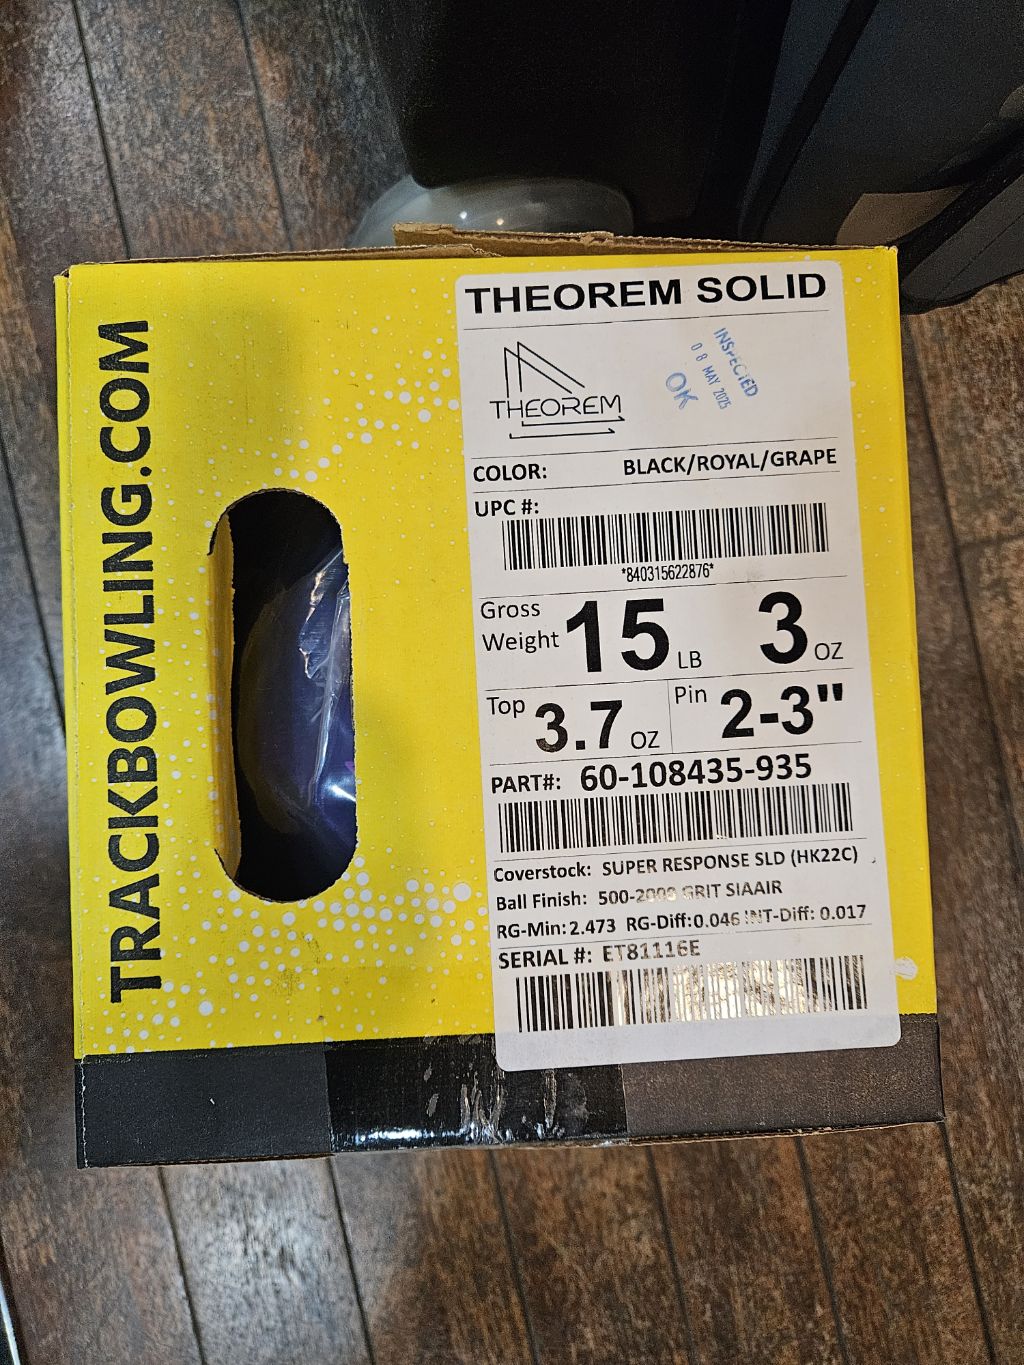 TRACKBOWLING.COM
THEOREM SOLID
THEOREM
INSPECTED
08 MAY 2025
OK
COLOR: BLACK/ROYAL/GRAPE
UPC #:
*840315622876*
Gross Weight 15 LB 3 OZ
Top 3.7 OZ Pin 2-3"
PART#: 60-108435-935
Coverstock: SUPER RESPONSE SLD (HK22C)
Ball Finish: 500-2000 GRIT SIAAIR
RG-Min: 2.473 RG-Diff: 0.046 INT-Diff: 0.017
SERIAL #: ET81116E